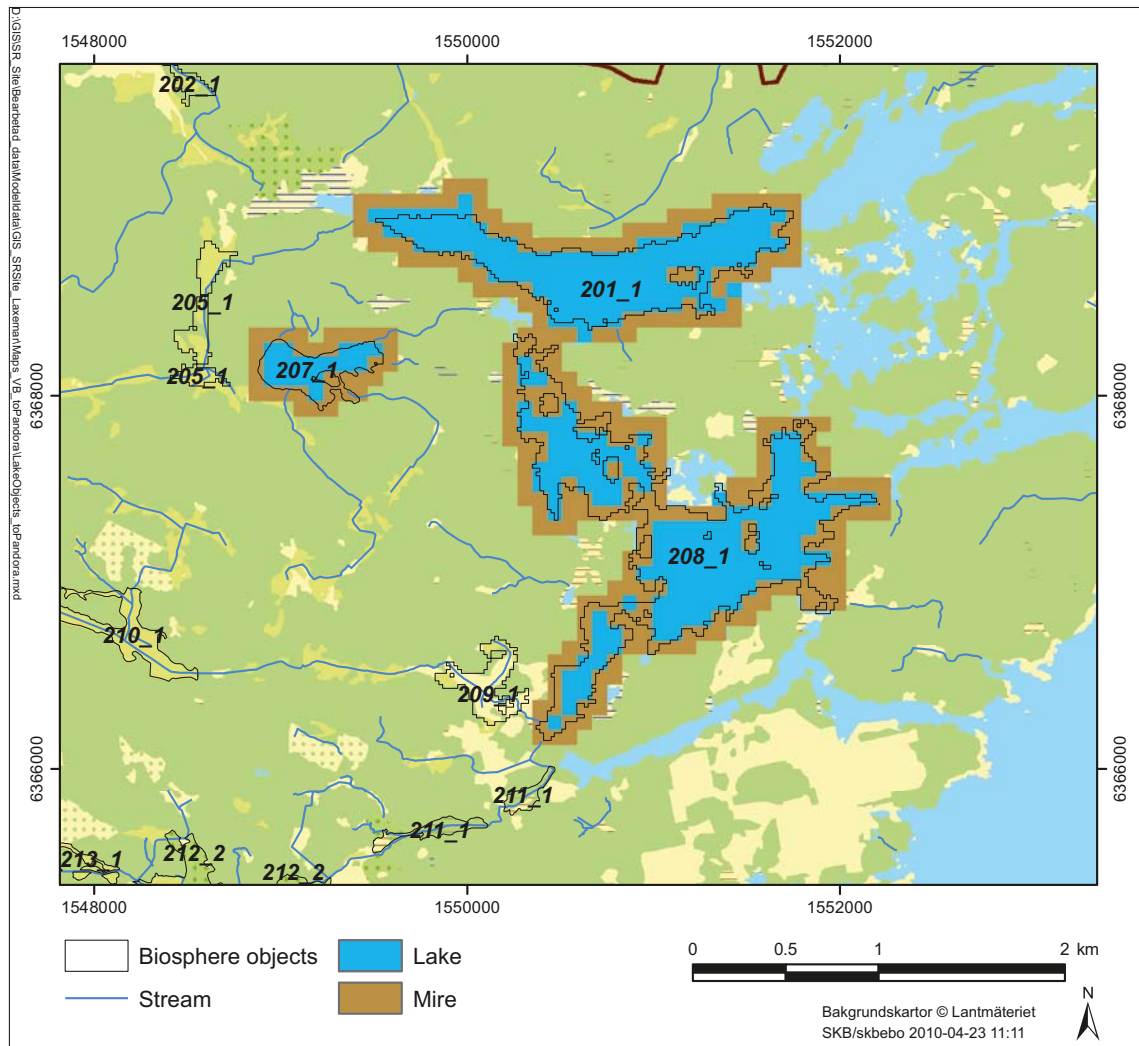 1548000 1550000 1552000
D:\GIS\SR_Site\Bearbetad_data\Modelldata\GIS_SRSite_Laxemar\Maps_VB_toPandora\LakeObjects_toPandora.mxd
202_1
201_1
205_1
207_1
205_1
6368000 6368000
208_1
210_1
209_1
6366000 6366000
211_1
211_1
213_1 212_2
212_2
1548000 1550000 1552000
Biosphere objects Lake
Stream Mire
0 0.5 1 2 km
N
Bakgrundskartor © Lantmäteriet
SKB/skbebo 2010-04-23 11:11